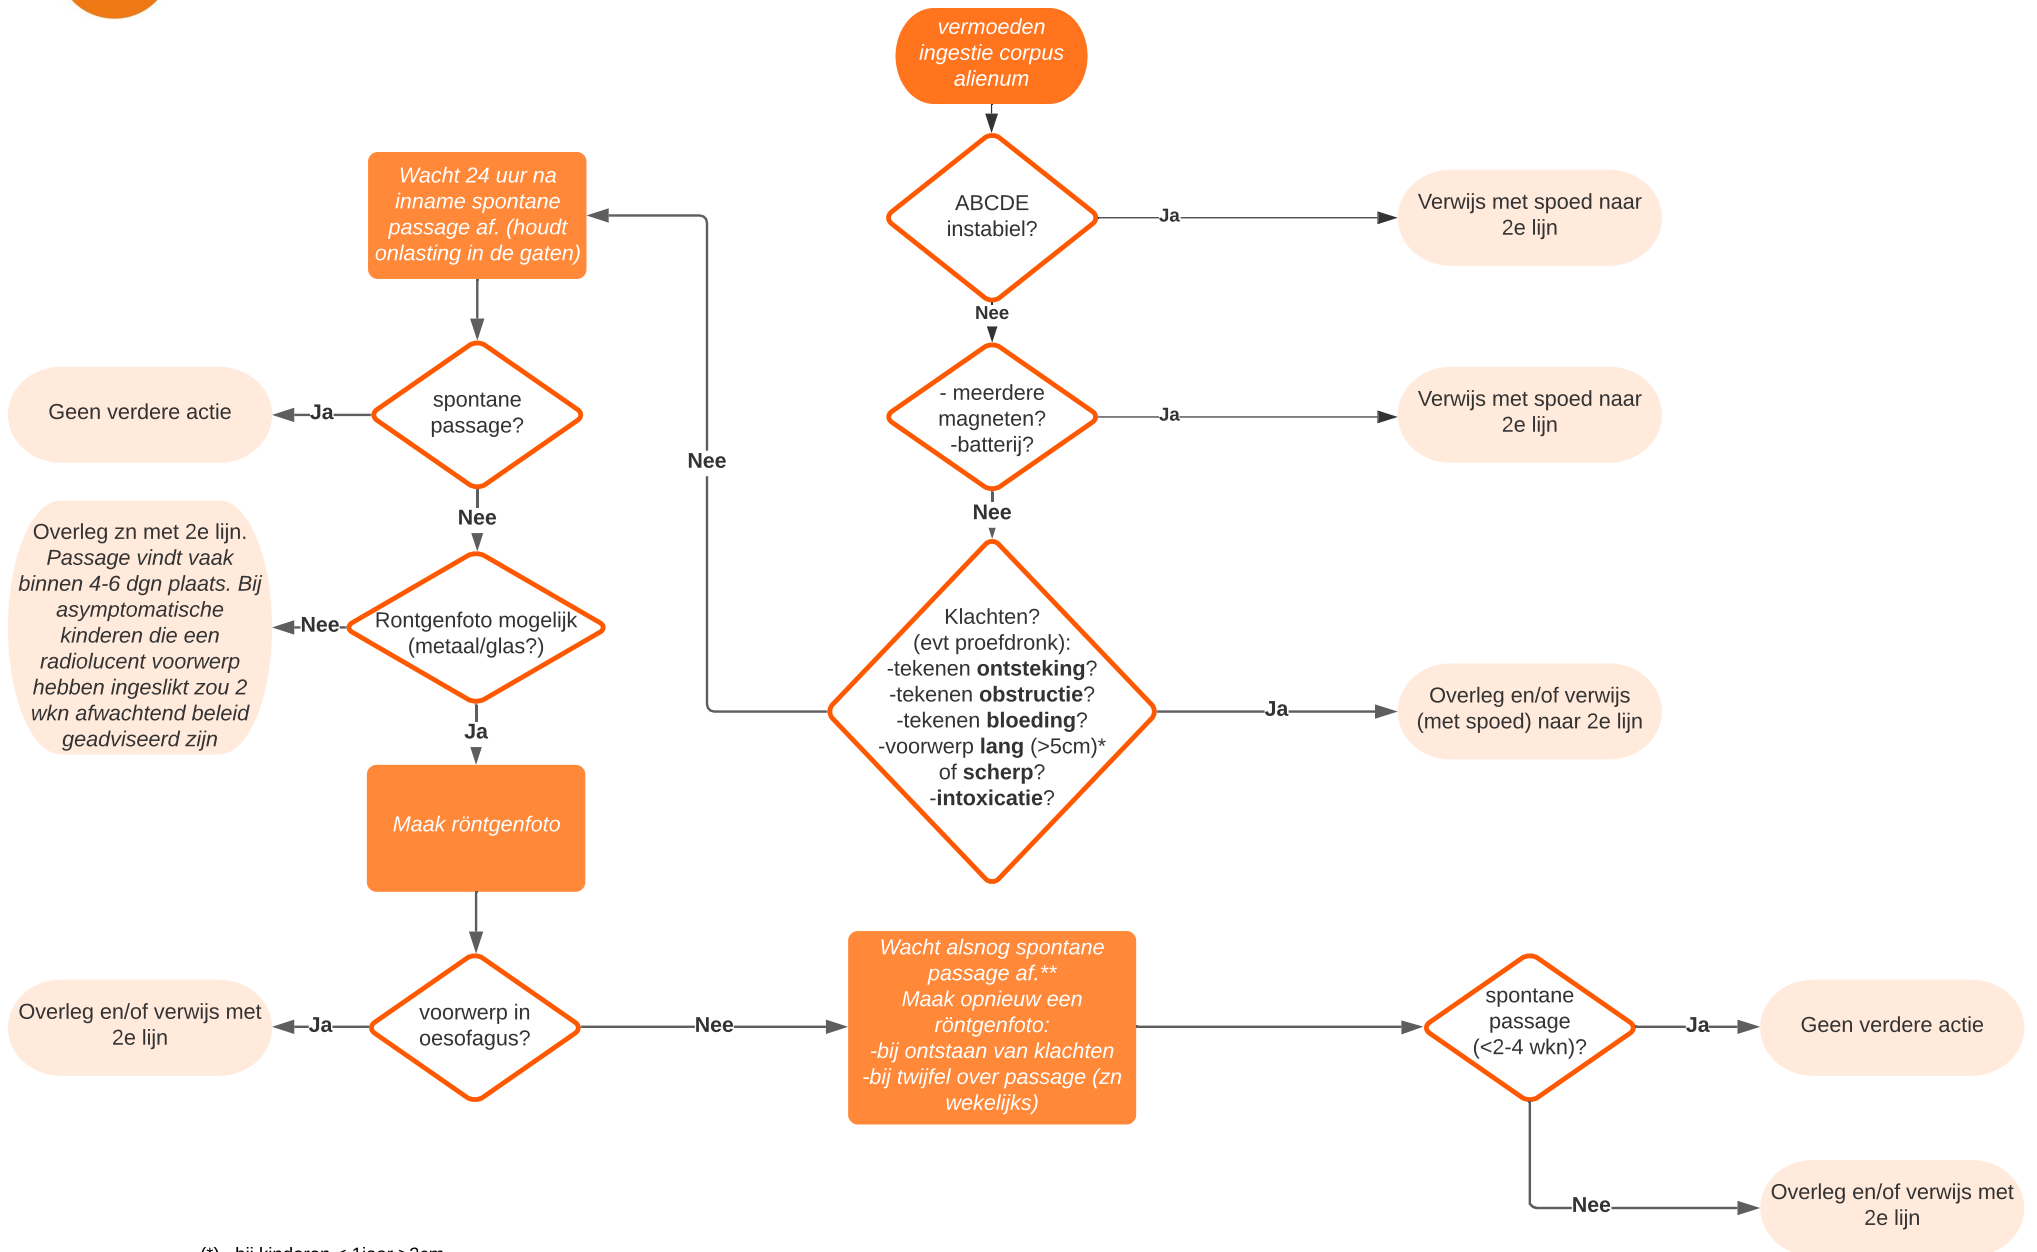 vermoeden
ingestie corpus
alienum
ABCDE
instabiel?
Ja
Verwijs met spoed naar
2e lijn
Nee
- meerdere
magneten?
-batterij?
Ja
Verwijs met spoed naar
2e lijn
Nee
Klachten?
(evt proefdronk):
-tekenen ontsteking?
-tekenen obstructie?
-tekenen bloeding?
-voorwerp lang (>5cm)*
of scherp?
-intoxicatie?
Ja
Overleg en/of verwijs
(met spoed) naar 2e lijn
Nee
Wacht 24 uur na
inname spontane
passage af. (houdt
onlasting in de gaten)
spontane
passage?
Ja
Geen verdere actie
Nee
Rontgenfoto mogelijk
(metaal/glas?)
Nee
Overleg zn met 2e lijn.
Passage vindt vaak
binnen 4-6 dgn plaats. Bij
asymptomatische
kinderen die een
radiolucent voorwerp
hebben ingeslikt zou 2
wkn afwachtend beleid
geadviseerd zijn
Ja
Maak röntgenfoto
voorwerp in
oesofagus?
Ja
Overleg en/of verwijs met
2e lijn
Nee
Wacht alsnog spontane
passage af.**
Maak opnieuw een
röntgenfoto:
-bij ontstaan van klachten
-bij twijfel over passage (zn
wekelijks)
spontane
passage
(<2-4 wkn)?
Ja
Geen verdere actie
Nee
Overleg en/of verwijs met
2e lijn